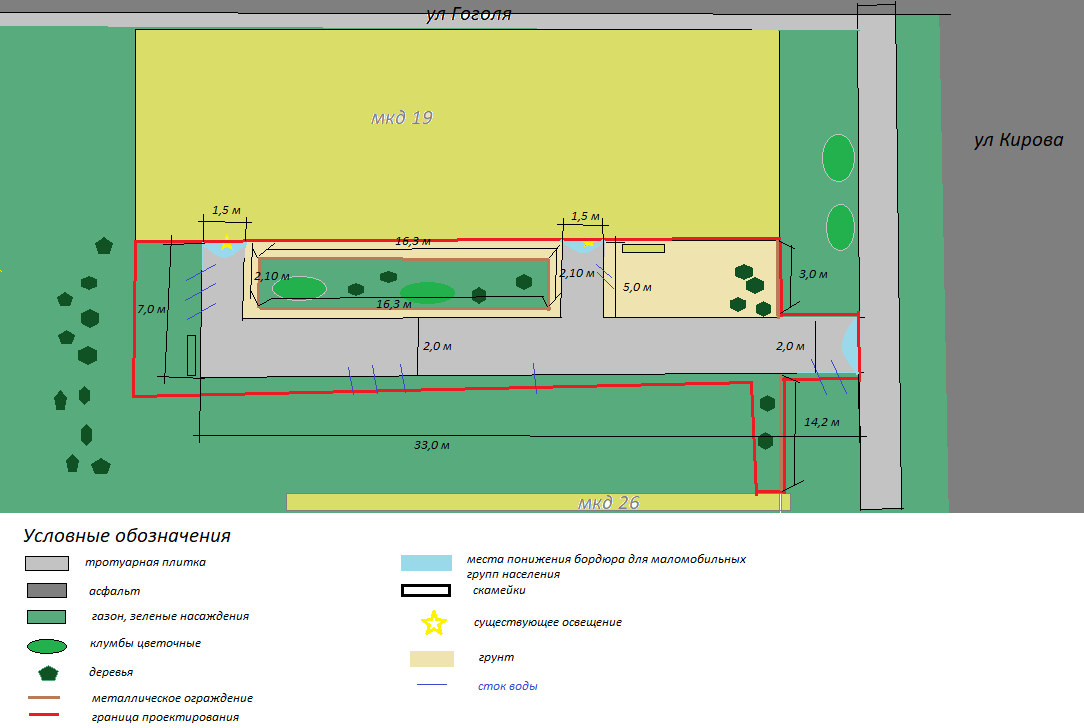 ул Гоголя
мкд 19
ул Кирова
1,5 м
1,5 м
16,3 м
2,10 м
2,10 м
3,0 м
5,0 м
7,0 м
16,3 м
2,0 м
2,0 м
14,2 м
33,0 м
мкд 26
Условные обозначения
тротуарная плитка
асфальт
газон, зеленые насаждения
клумбы цветочные
деревья
металлическое ограждение
граница проектирования
места понижения бордюра для маломобильных
групп населения
скамейки
существующее освещение
грунт
сток воды